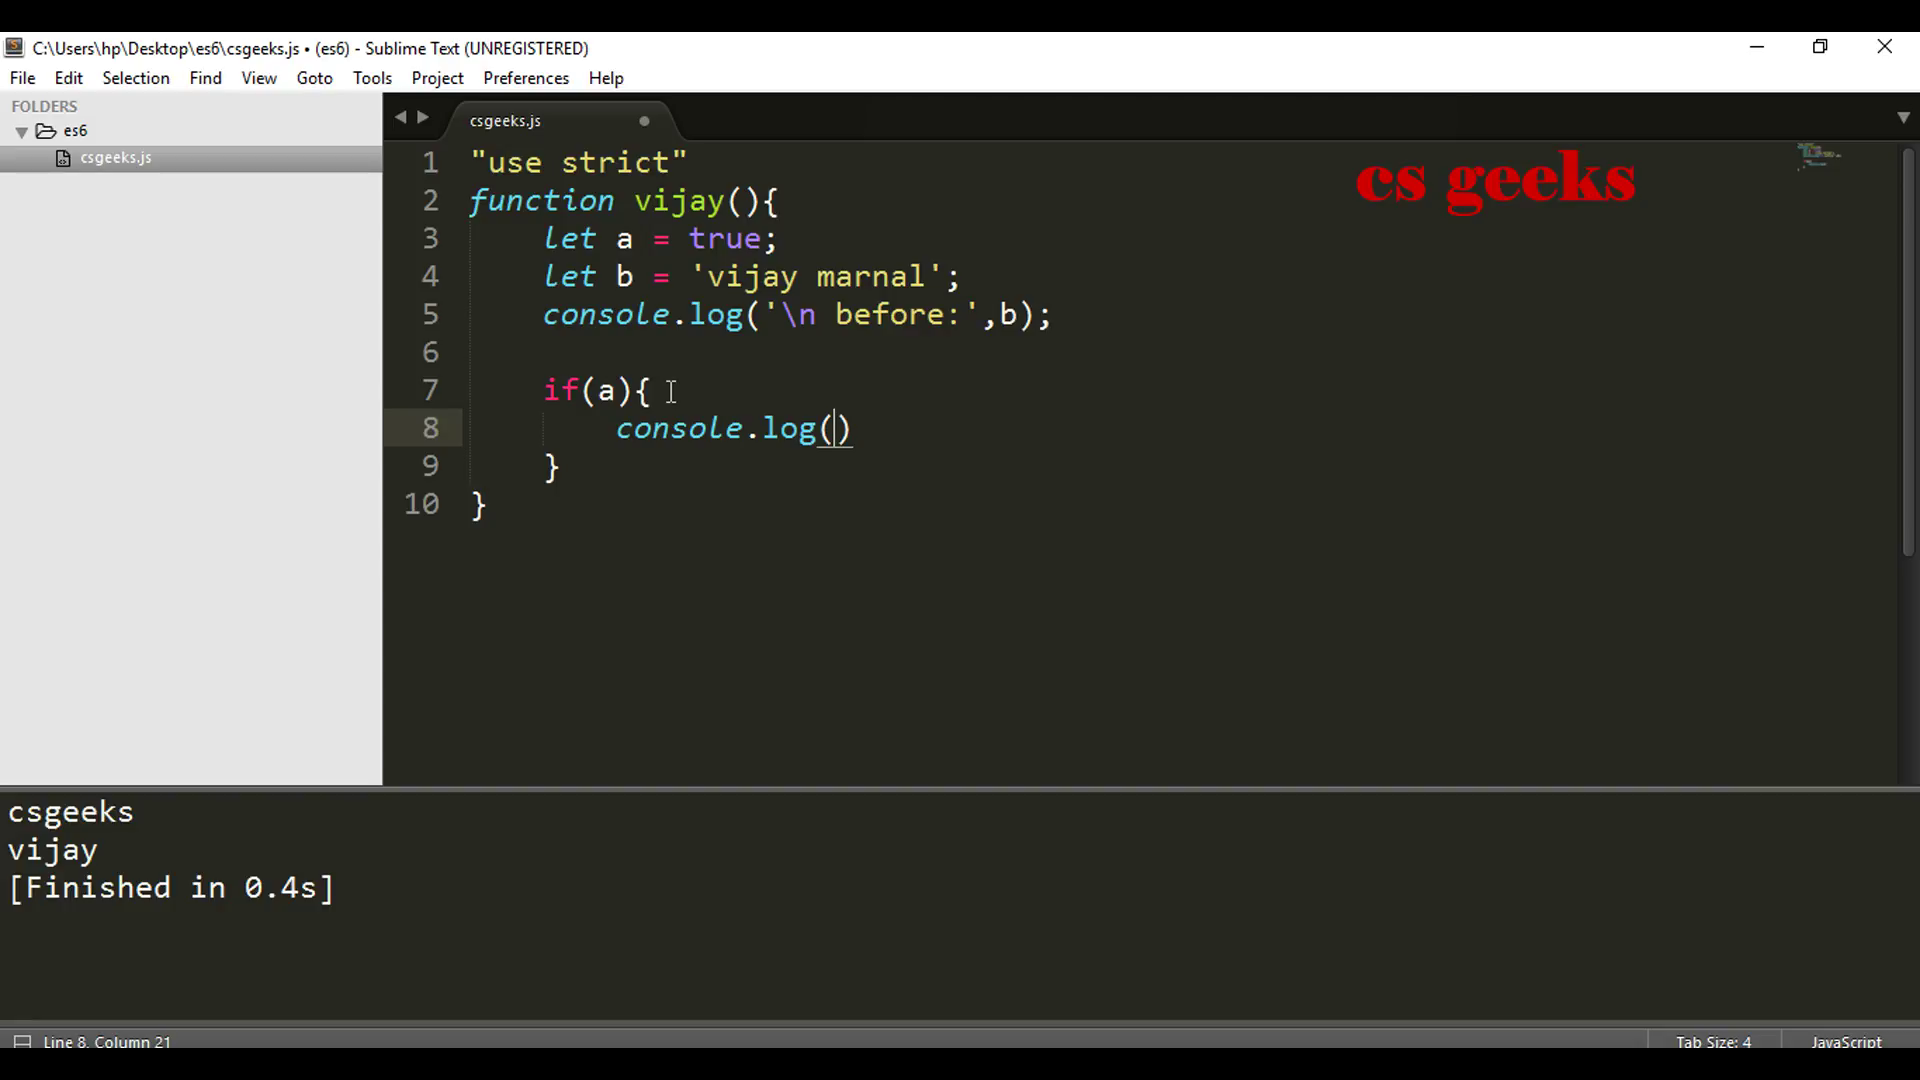 C:\Users\hp\Desktop\es6\csgeeks.js • (es6) - Sublime Text (UNREGISTERED)
File Edit Selection Find View Goto Tools Project Preferences Help
FOLDERS
es6
csgeeks.js
csgeeks.js
cs geeks
1 "use strict"
2 function vijay(){
3     let a = true;
4     let b = 'vijay marnal';
5     console.log('\n before:',b);
6
7     if(a){
8         console.log()
9     }
10 }
csgeeks
vijay
[Finished in 0.4s]
Line 8, Column 21 Tab Size: 4 JavaScript